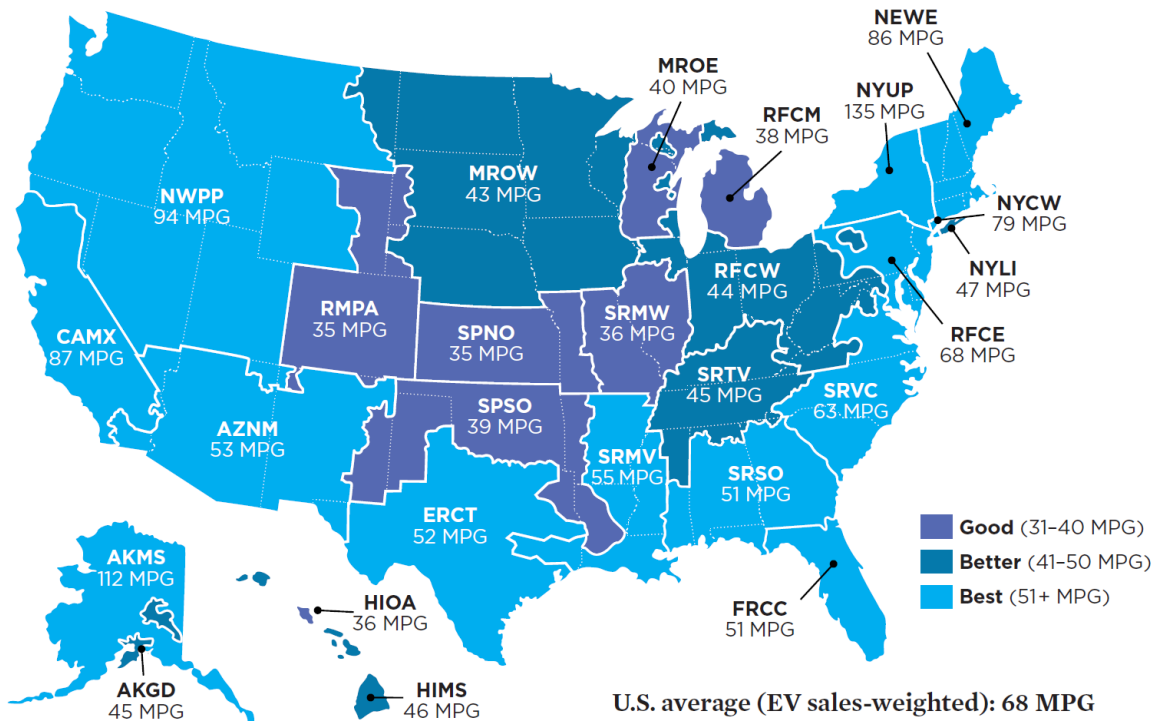 NEWE
86 MPG
MROE
40 MPG
NYUP
135 MPG
RFCM
38 MPG
NWPP
94 MPG
MROW
43 MPG
NYCW
79 MPG
NYLI
47 MPG
RFCW
44 MPG
RMPA
35 MPG
SPNO
35 MPG
SRMW
36 MPG
CAMX
87 MPG
RFCE
68 MPG
SRTV
45 MPG
SRVC
63 MPG
SPSO
39 MPG
AZNM
53 MPG
SRMV
55 MPG
SRSO
51 MPG
ERCT
52 MPG
Good (31–40 MPG)
Better (41–50 MPG)
Best (51+ MPG)
AKMS
112 MPG
HIOA
36 MPG
FRCC
51 MPG
AKGD
45 MPG
HIMS
46 MPG
U.S. average (EV sales-weighted): 68 MPG